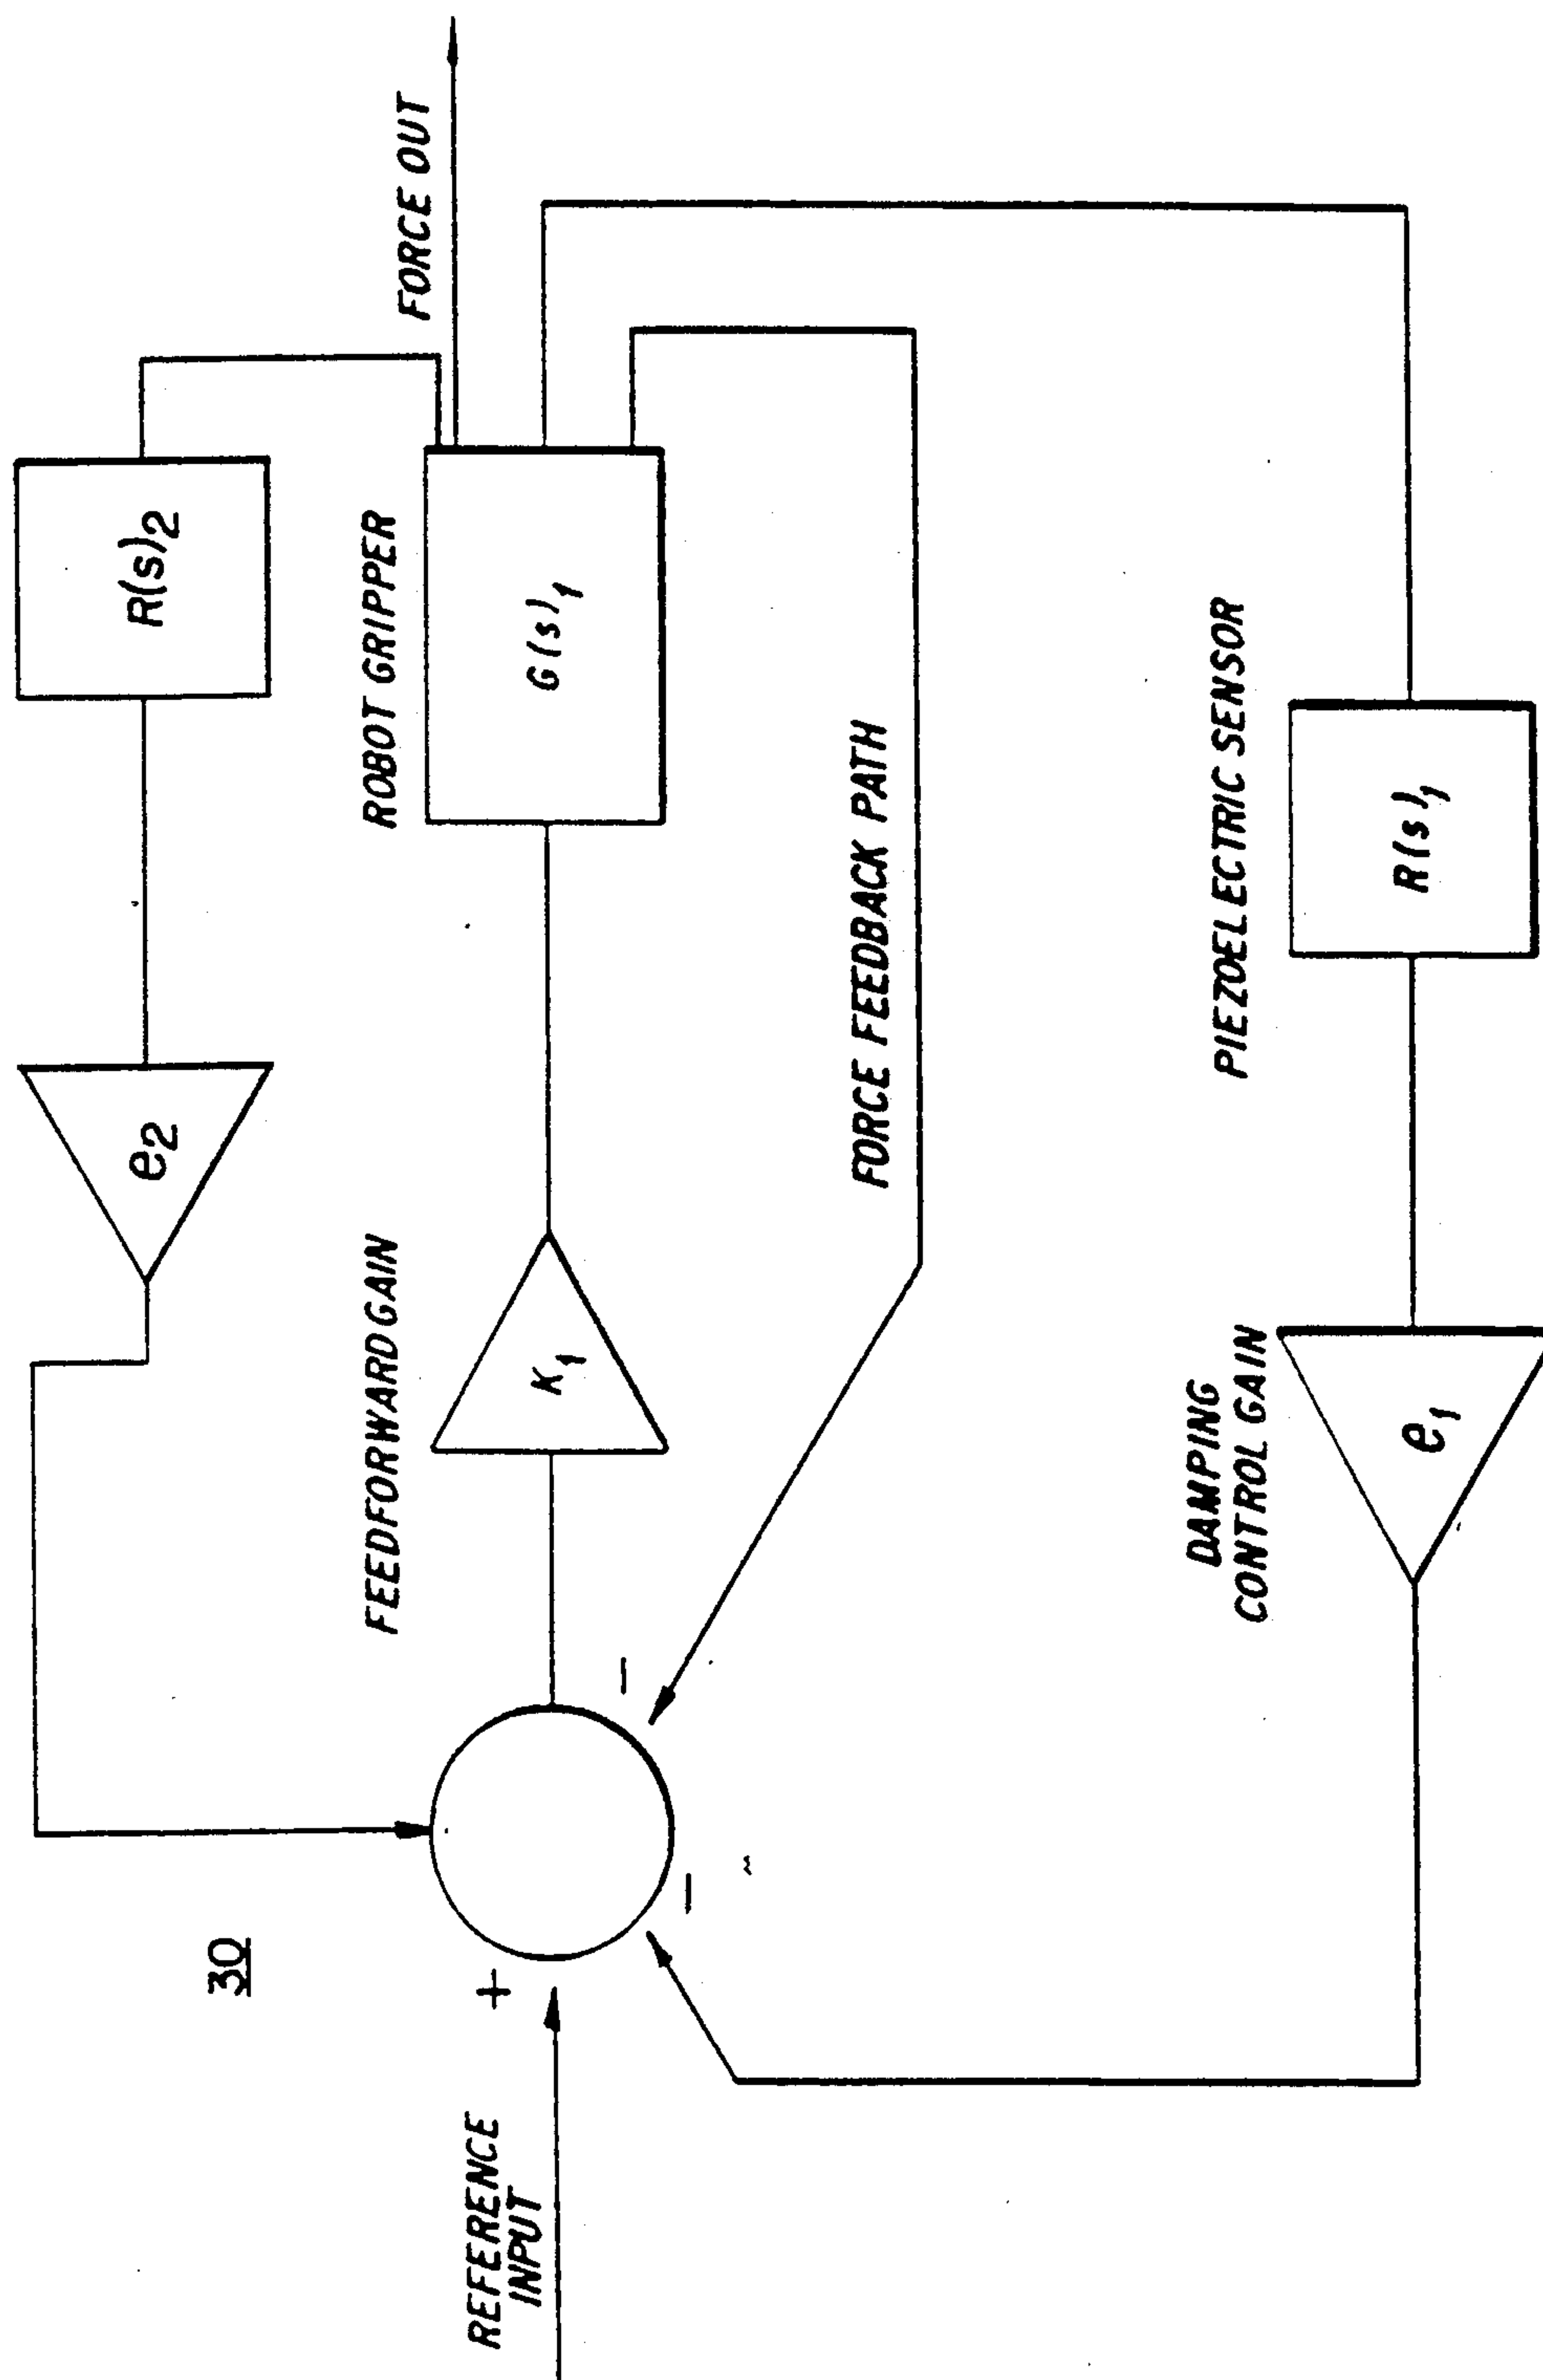 R(s)2
e2
FORCE OUT
ROBOT GRIPPER
G(s)1
FEEDFORWARD GAIN
K1
30
+
−
−
REFERENCE
INPUT
FORCE FEEDBACK PATH
PIEZOELECTRIC SENSOR
R(s)1
DAMPING
CONTROL GAIN
e1